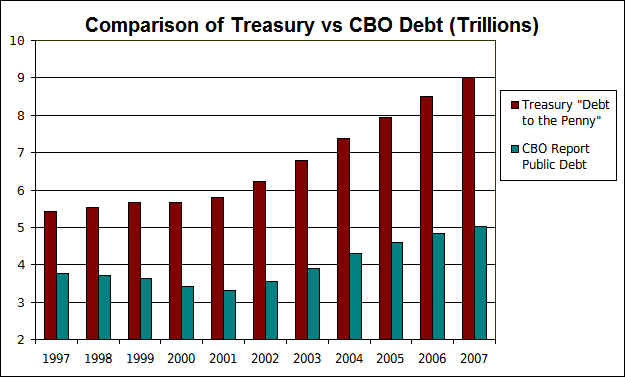 Comparison of Treasury vs CBO Debt (Trillions)
10
9
8
7
6
5
4
3
2
1997 1998 1999 2000 2001 2002 2003 2004 2005 2006 2007
Treasury "Debt
to the Penny"
CBO Report
Public Debt